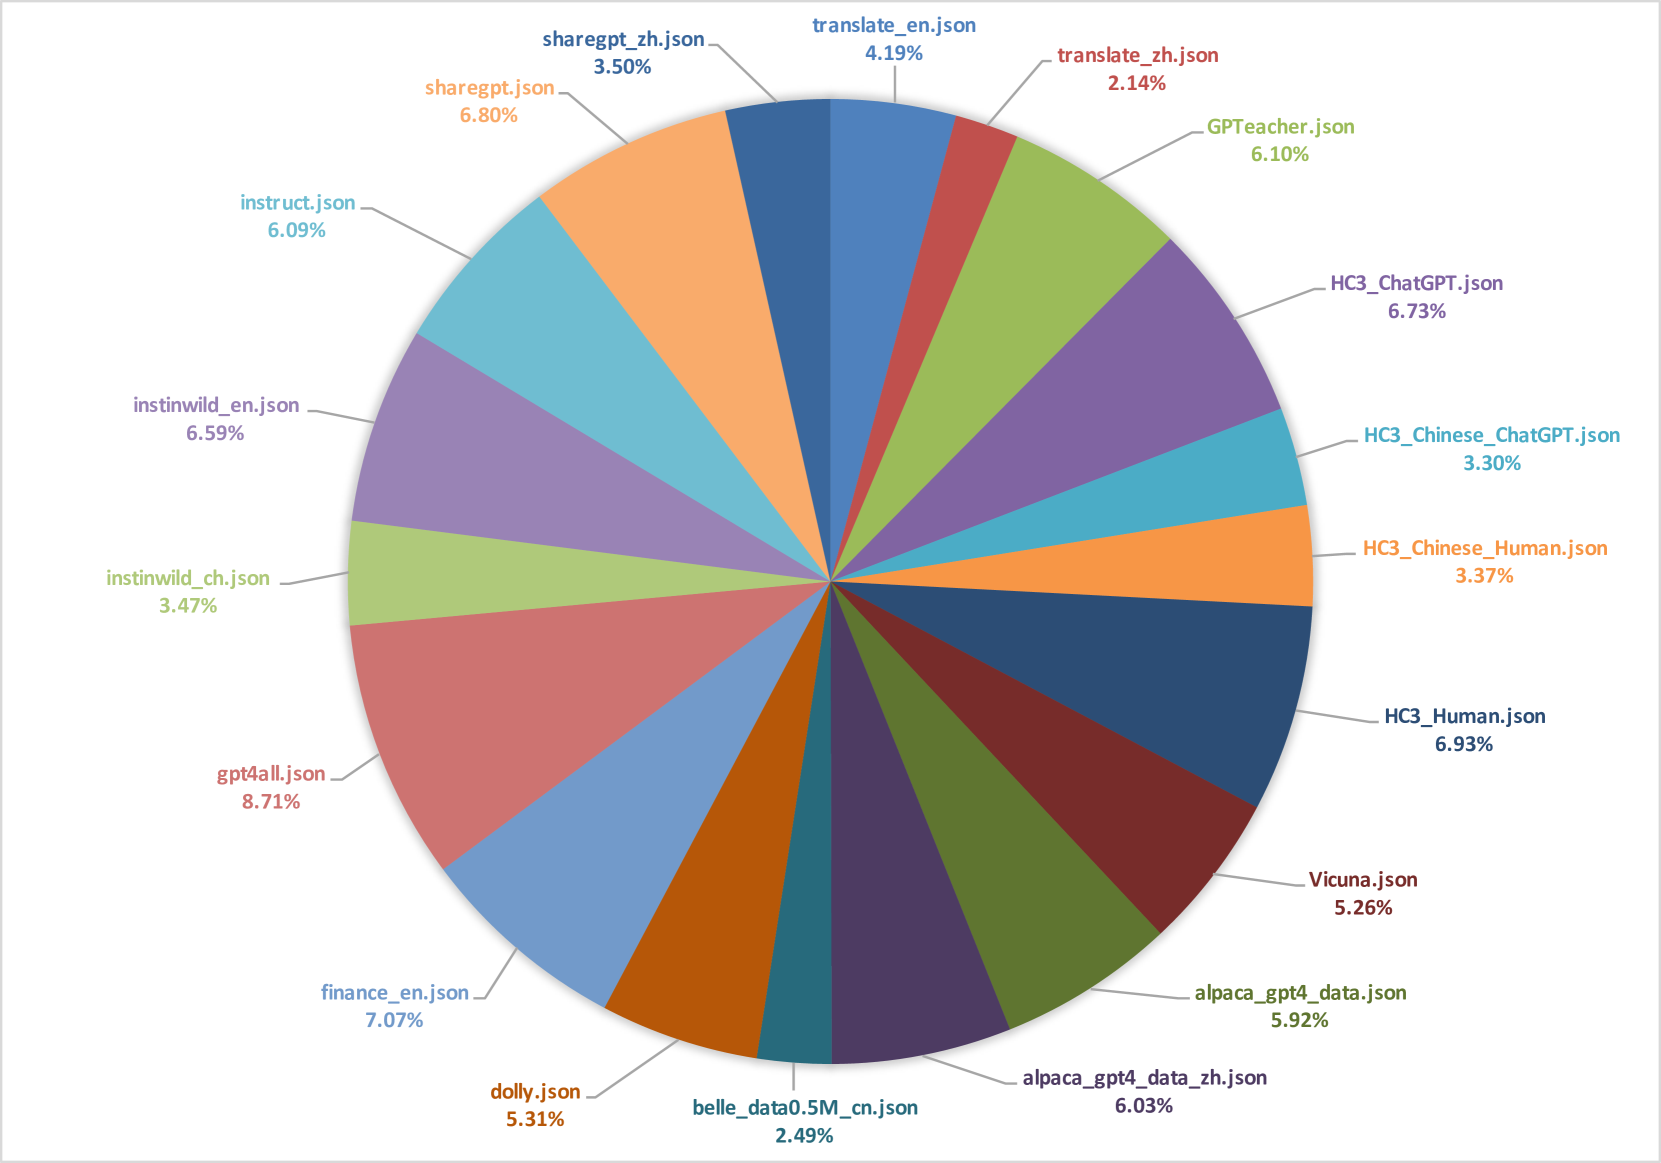 translate_en.json
4.19%
translate_zh.json
2.14%
GPTeacher.json
6.10%
HC3_ChatGPT.json
6.73%
HC3_Chinese_ChatGPT.json
3.30%
HC3_Chinese_Human.json
3.37%
HC3_Human.json
6.93%
Vicuna.json
5.26%
alpaca_gpt4_data.json
5.92%
alpaca_gpt4_data_zh.json
6.03%
belle_data0.5M_cn.json
2.49%
dolly.json
5.31%
finance_en.json
7.07%
gpt4all.json
8.71%
instinwild_ch.json
3.47%
instinwild_en.json
6.59%
instruct.json
6.09%
sharegpt.json
6.80%
sharegpt_zh.json
3.50%